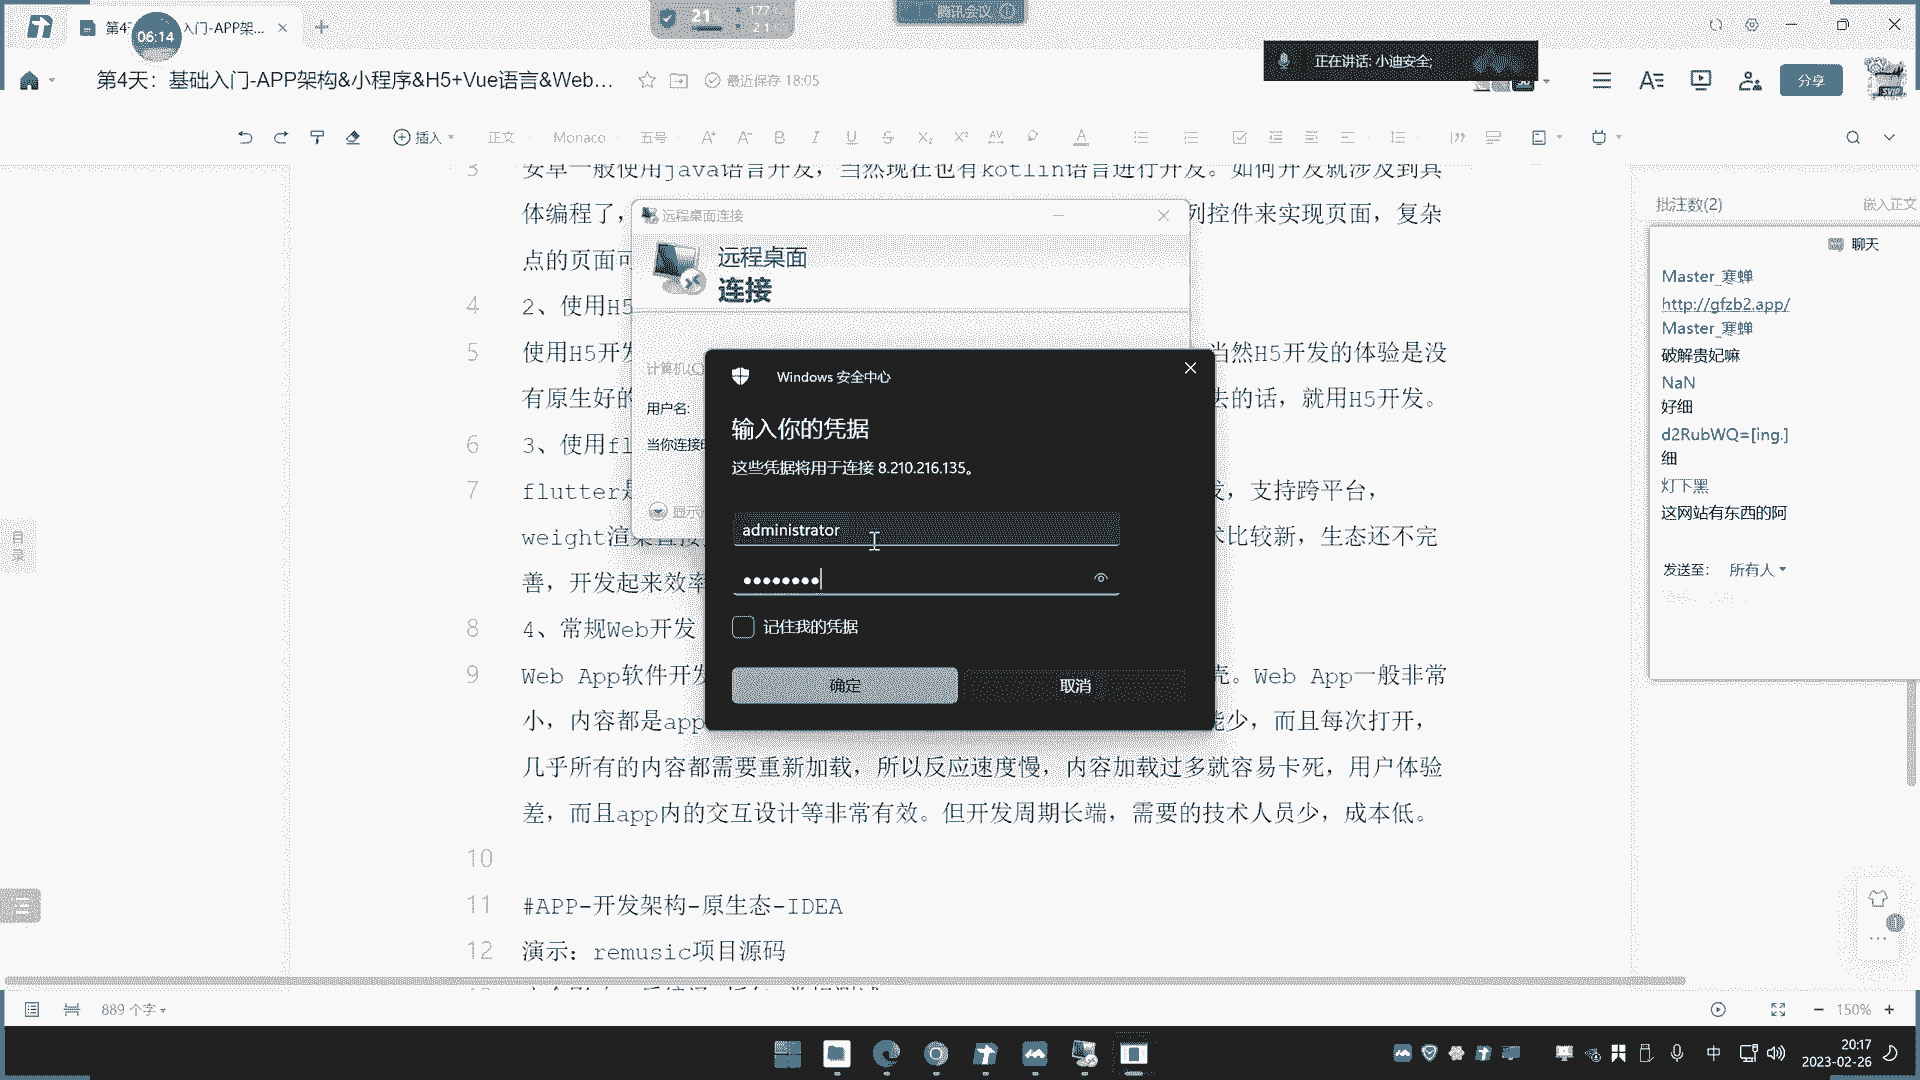 第4
入门-APP架...
06:14
21
177
2 1
腾讯会议
正在讲话: 小迪安全;
第4天：基础入门-APP架构&小程序&H5+Vue语言&Web...
最近保存 18:05
分享
SVIP
插入
正文
Monaco
五号
3
安卓一般使用java语言开发，当然现在也有kotlin语言进行开发。如何开发就涉及到具
体编程了，
列控件来实现页面，复杂
点的页面可
4
2、使用H5
5
使用H5开发
当然H5开发的体验是没
有原生好的
去的话，就用H5开发。
6
3、使用fl
7
flutter是
发，支持跨平台，
weight渲染直接
术比较新，生态还不完
善，开发起来效率
8
4、常规Web开发
9
Web App软件开发
壳。Web App一般非常
小，内容都是app
能少，而且每次打开，
几乎所有的内容都需要重新加载，所以反应速度慢，内容加载过多就容易卡死，用户体验
差，而且app内的交互设计等非常有效。但开发周期长端，需要的技术人员少，成本低。
10
11
#APP-开发架构-原生态-IDEA
12
演示：remusic项目源码
远程桌面连接
远程桌面
连接
计算机(C)
用户名:
当你连接时
显示
Windows 安全中心
输入你的凭据
这些凭据将用于连接 8.210.216.135。
administrator
记住我的凭据
确定
取消
批注数(2)
嵌入正文
聊天
Master_寒蝉
http://gfzb2.app/
Master_寒蝉
破解贵妃嘛
NaN
好细
d2RubWQ=[ing.]
细
灯下黑
这网站有东西的阿
发送至:
所有人
目录
889 个字
150%
中
20:17
2023-02-26